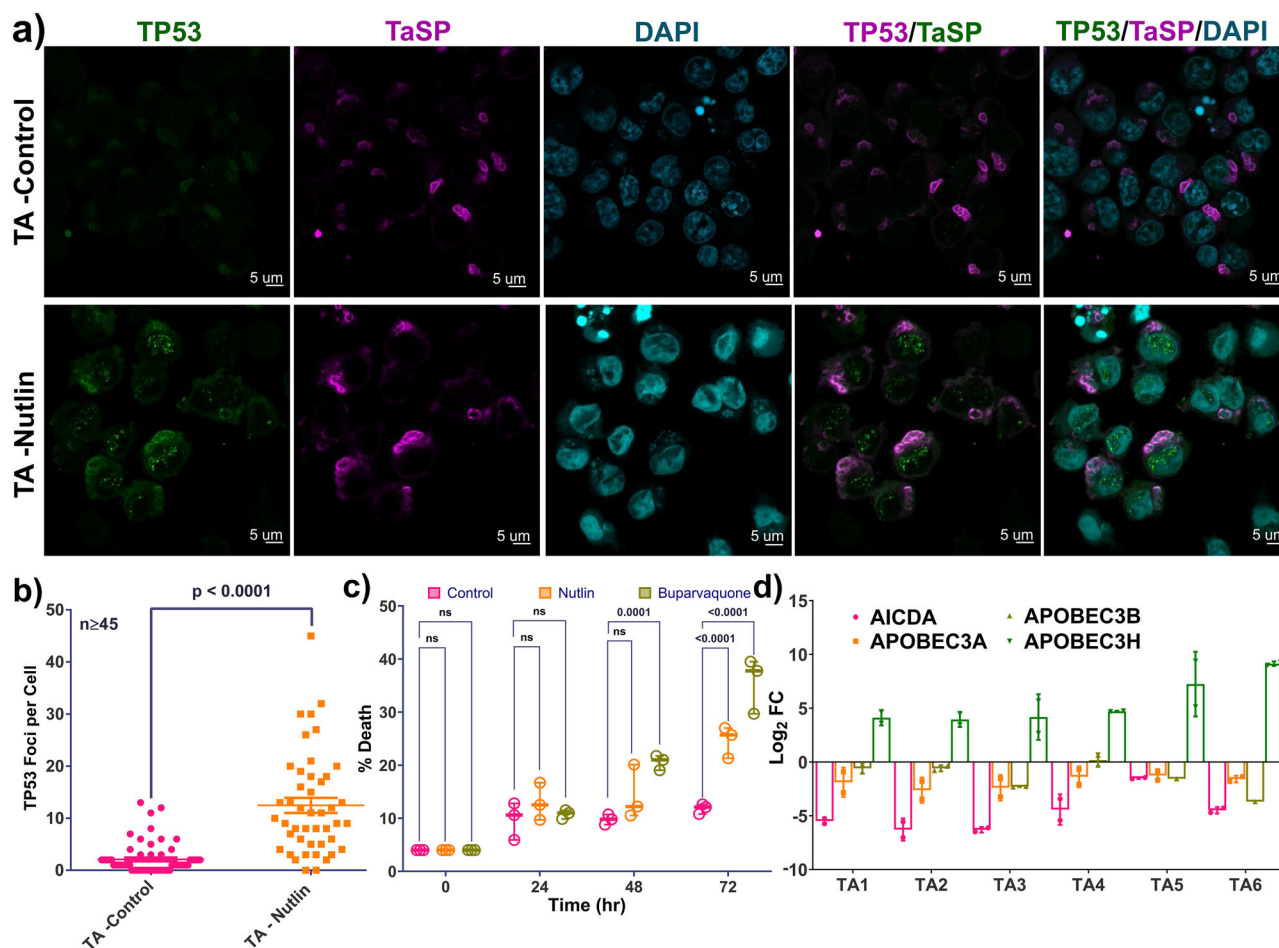 a)
TP53 TaSP DAPI TP53/TaSP TP53/TaSP/DAPI
TA -Control
5 um 5 um 5 um 5 um 5 um
TA -Nutlin
5 um 5 um 5 um 5 um 5 um
b)
p < 0.0001
n≥45
TP53 Foci per Cell
50
40
30
20
10
0
TA -Control
TA - Nutlin
c)
Control Nutlin Buparvaquone
% Death
50
40
30
20
10
0
ns
ns
ns
ns
0.0001
ns
<0.0001
<0.0001
0 24 48 72
Time (hr)
d)
AICDA APOBEC3B
APOBEC3A APOBEC3H
Log2 FC
15
10
5
0
-5
-10
TA1 TA2 TA3 TA4 TA5 TA6